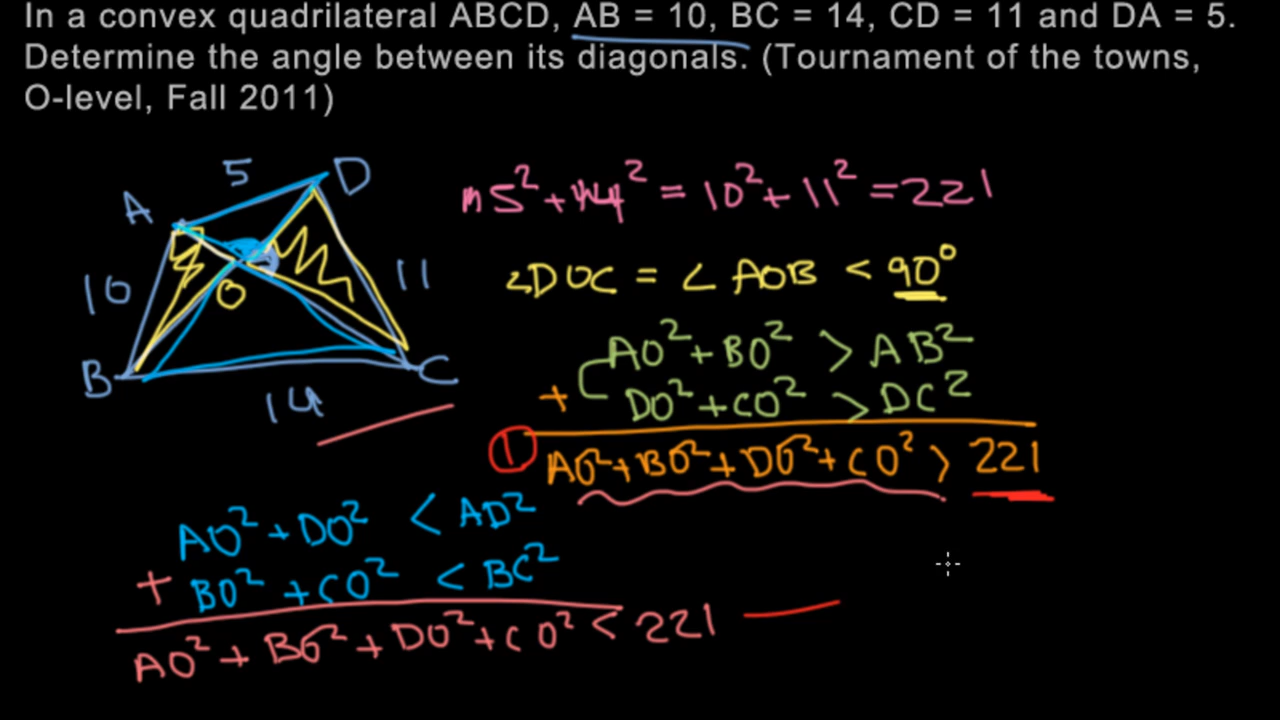 In a convex quadrilateral ABCD, AB = 10, BC = 14, CD = 11 and DA = 5.
Determine the angle between its diagonals. (Tournament of the towns,
O-level, Fall 2011)
5 D
A
10 11
O
B C
14
5² + 14² = 10² + 11² = 221
∠DOC = ∠AOB < 90°
AO² + BO² > AB²
+ DO² + CO² > DC²
① AO² + BO² + DO² + CO² > 221
AO² + DO² < AD²
+ BO² + CO² < BC²
AO² + BO² + DO² + CO² < 221